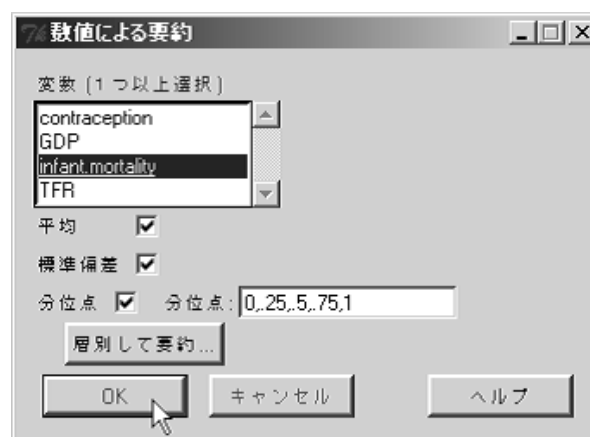 数値による要約
変数 (1 つ以上選択)
contraception
GDP
infant.mortality
TFR
平均
標準偏差
分位点 分位点: 0,.25,.5,.75,1
層別して要約...
OK キャンセル ヘルプ